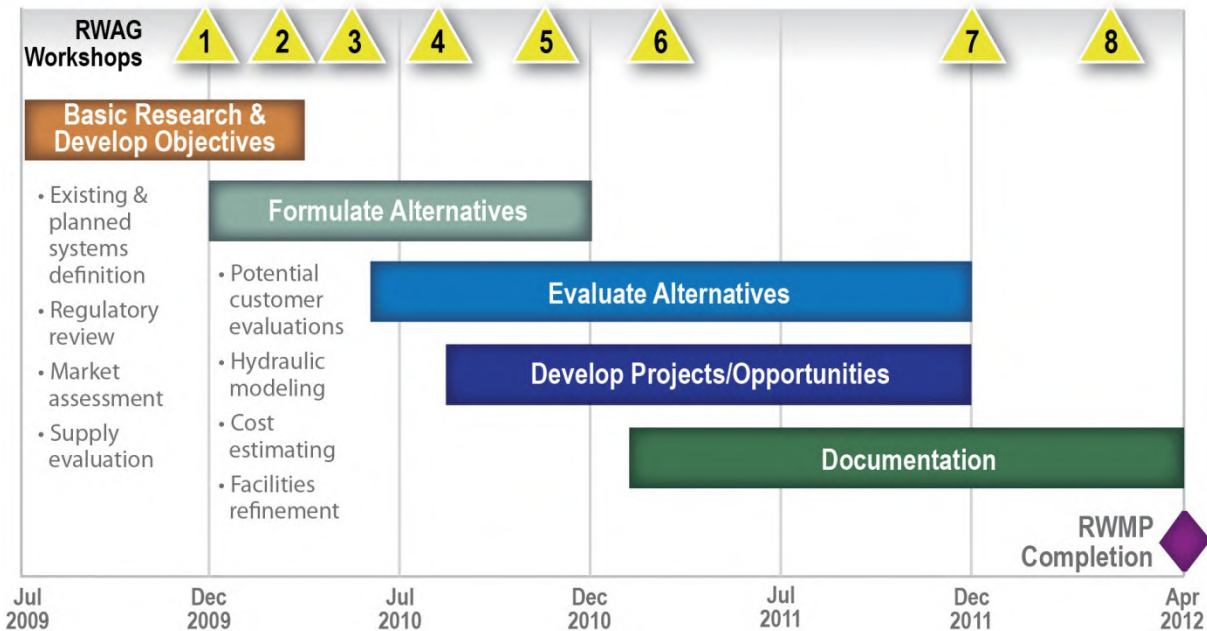 RWAG
Workshops
1
2
3
4
5
6
7
8
Basic Research &
Develop Objectives
• Existing &
planned
systems
definition
• Regulatory
review
• Market
assessment
• Supply
evaluation
Formulate Alternatives
• Potential
customer
evaluations
• Hydraulic
modeling
• Cost
estimating
• Facilities
refinement
Evaluate Alternatives
Develop Projects/Opportunities
Documentation
RWMP
Completion
Jul
2009
Dec
2009
Jul
2010
Dec
2010
Jul
2011
Dec
2011
Apr
2012